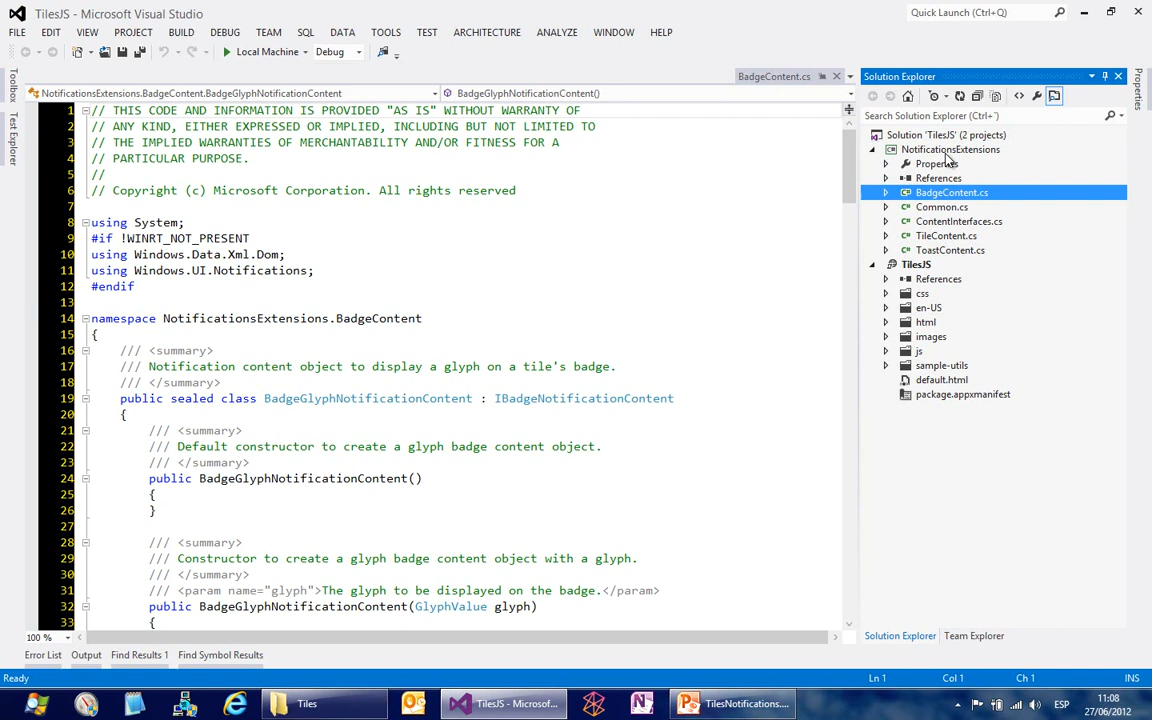 TilesJS - Microsoft Visual Studio
Quick Launch (Ctrl+Q)
FILE EDIT VIEW PROJECT BUILD DEBUG TEAM SQL DATA TOOLS TEST ARCHITECTURE ANALYZE WINDOW HELP
Local Machine Debug
Toolbox
Test Explorer
BadgeContent.cs
NotificationsExtensions.BadgeContent.BadgeGlyphNotificationContent
BadgeGlyphNotificationContent()
1 // THIS CODE AND INFORMATION IS PROVIDED "AS IS" WITHOUT WARRANTY OF
2 // ANY KIND, EITHER EXPRESSED OR IMPLIED, INCLUDING BUT NOT LIMITED TO
3 // THE IMPLIED WARRANTIES OF MERCHANTABILITY AND/OR FITNESS FOR A
4 // PARTICULAR PURPOSE.
5 //
6 // Copyright (c) Microsoft Corporation. All rights reserved
7
8 using System;
9 #if !WINRT_NOT_PRESENT
10 using Windows.Data.Xml.Dom;
11 using Windows.UI.Notifications;
12 #endif
13
14 namespace NotificationsExtensions.BadgeContent
15 {
16 /// <summary>
17 /// Notification content object to display a glyph on a tile's badge.
18 /// </summary>
19 public sealed class BadgeGlyphNotificationContent : IBadgeNotificationContent
20 {
21 /// <summary>
22 /// Default constructor to create a glyph badge content object.
23 /// </summary>
24 public BadgeGlyphNotificationContent()
25 {
26 }
27
28 /// <summary>
29 /// Constructor to create a glyph badge content object with a glyph.
30 /// </summary>
31 /// <param name="glyph">The glyph to be displayed on the badge.</param>
32 public BadgeGlyphNotificationContent(GlyphValue glyph)
33 {
100 %
Solution Explorer
Search Solution Explorer (Ctrl+¨)
Solution 'TilesJS' (2 projects)
NotificationsExtensions
Properties
References
BadgeContent.cs
Common.cs
ContentInterfaces.cs
TileContent.cs
ToastContent.cs
TilesJS
References
css
en-US
html
images
js
sample-utils
default.html
package.appxmanifest
Solution Explorer Team Explorer
Properties
Error List Output Find Results 1 Find Symbol Results
Ready Ln 1 Col 1 Ch 1 INS
Tiles
TilesJS - Microsof...
TilesNotifications....
ESP
11:08
27/06/2012